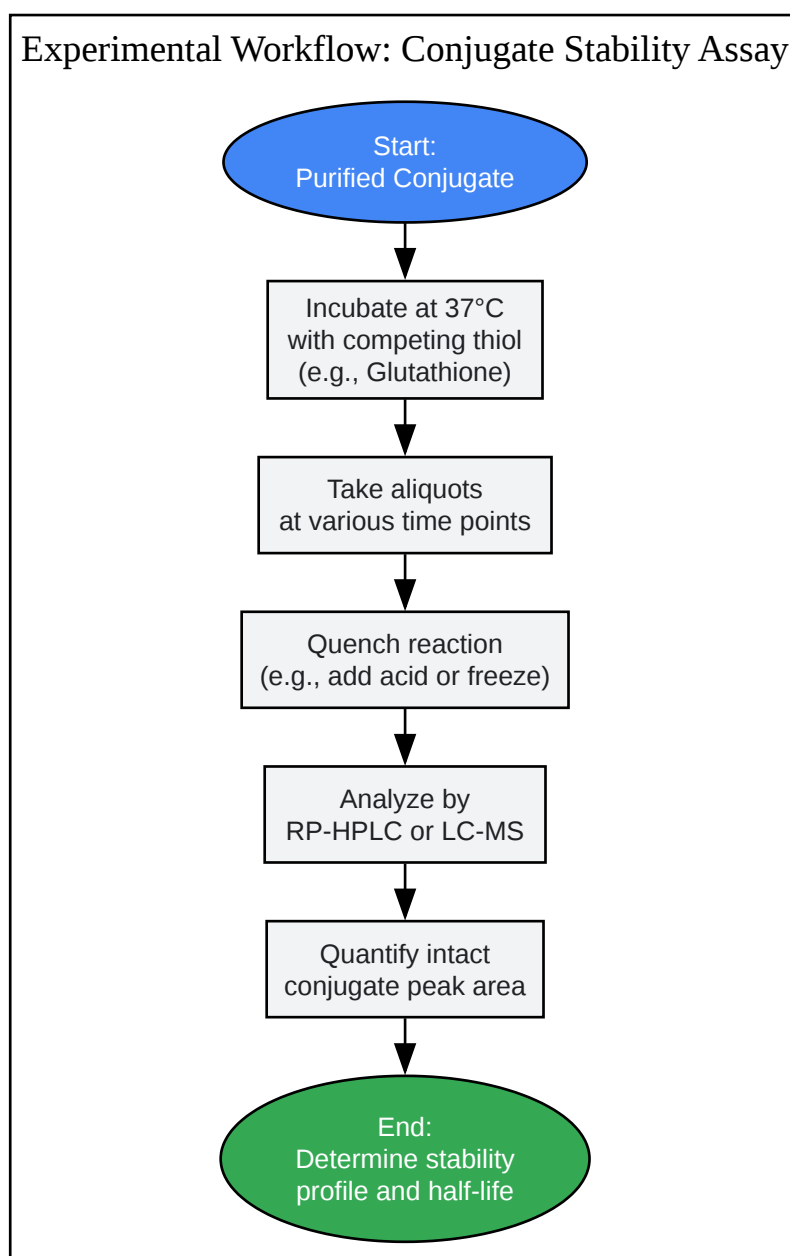 Experimental Workflow: Conjugate Stability Assay
Start:
Purified Conjugate
Incubate at 37°C
with competing thiol
(e.g., Glutathione)
Take aliquots
at various time points
Quench reaction
(e.g., add acid or freeze)
Analyze by
RP-HPLC or LC-MS
Quantify intact
conjugate peak area
End:
Determine stability
profile and half-life